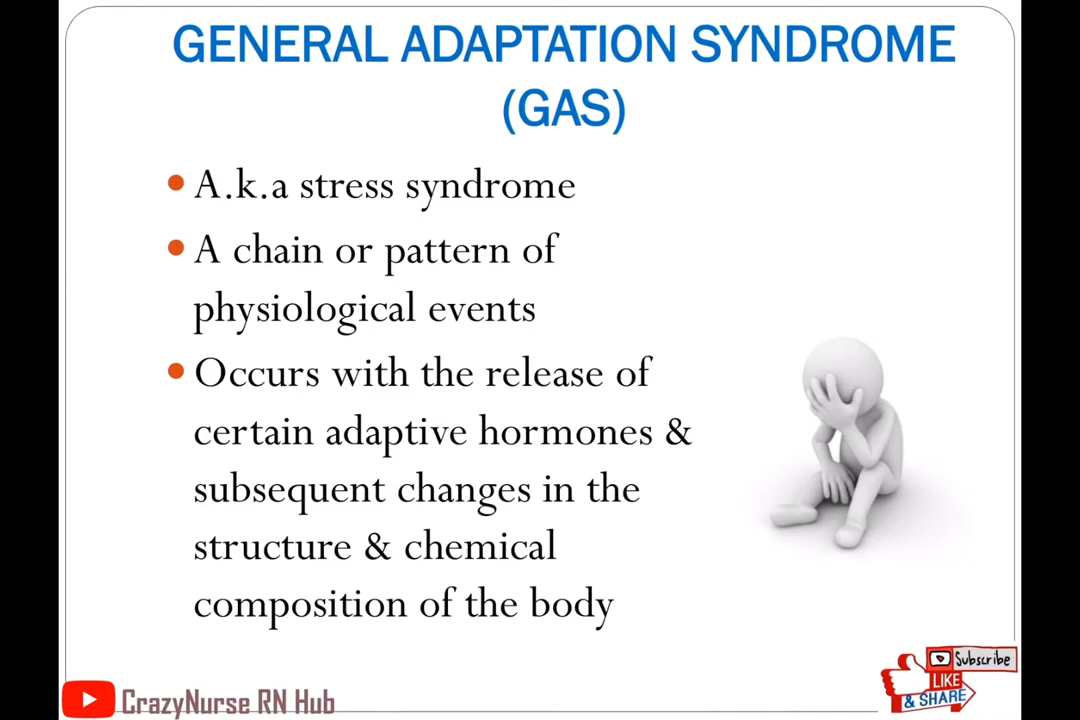 GENERAL ADAPTATION SYNDROME
(GAS)
A.k.a stress syndrome
A chain or pattern of
physiological events
Occurs with the release of
certain adaptive hormones &
subsequent changes in the
structure & chemical
composition of the body
Subscribe
LIKE
& SHARE
CrazyNurse RN Hub